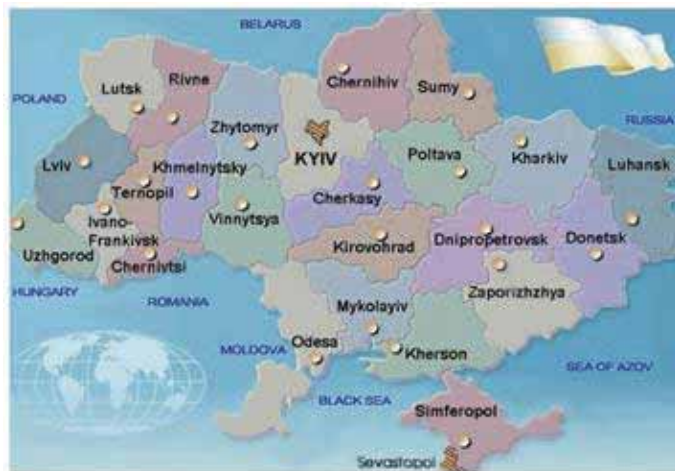 BELARUS
Rivne
Chernihiv
Lutsk
Sumy
POLAND
RUSSIA
Zhytomyr
KYIV
Poltava
Kharkiv
Lviv
Khmelnytsky
Luhansk
Ternopil
Cherkasy
Ivano-
Frankivsk
Vinnytsya
Uzhgorod
Kirovohrad
Dnipropetrovsk
Donetsk
Chernivtsi
HUNGARY
ROMANIA
Mykolayiv
Zaporizhzhya
MOLDOVA
Odesa
Kherson
SEA OF AZOV
BLACK SEA
Simferopol
Sevastopol